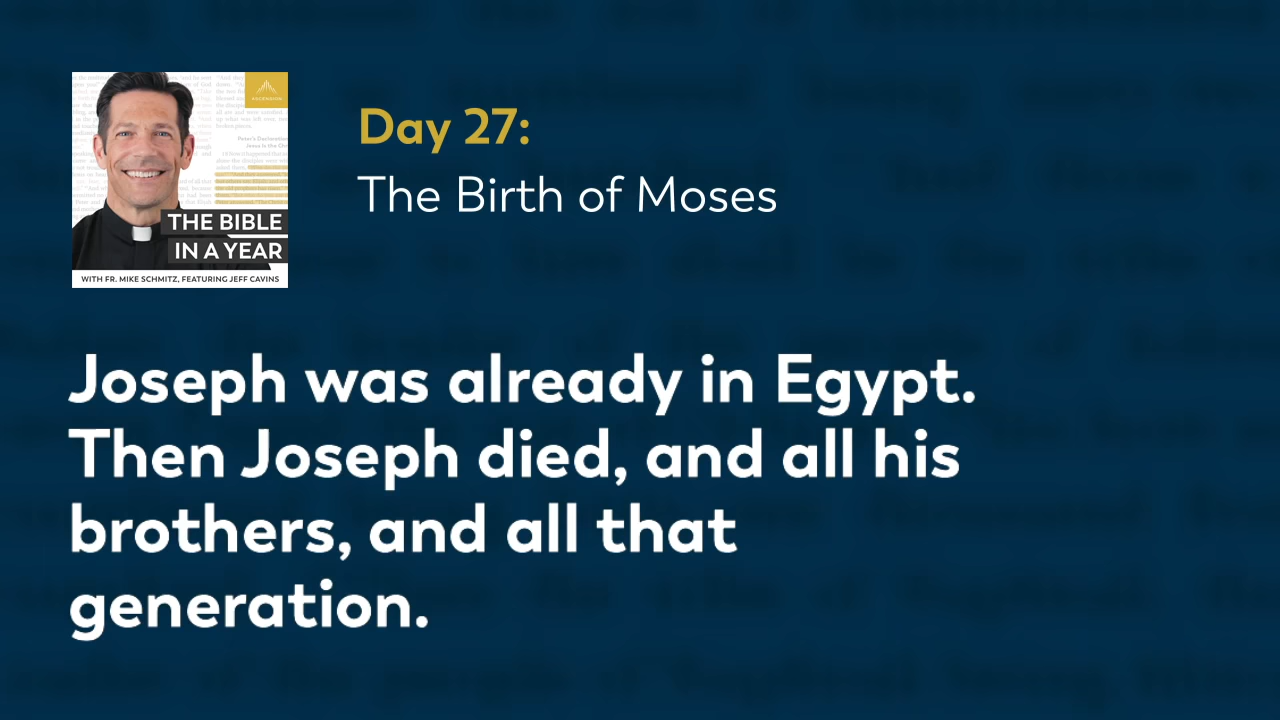 ASCENSION
Day 27:
The Birth of Moses
THE BIBLE
IN A YEAR
WITH FR. MIKE SCHMITZ, FEATURING JEFF CAVINS
Joseph was already in Egypt.
Then Joseph died, and all his
brothers, and all that
generation.